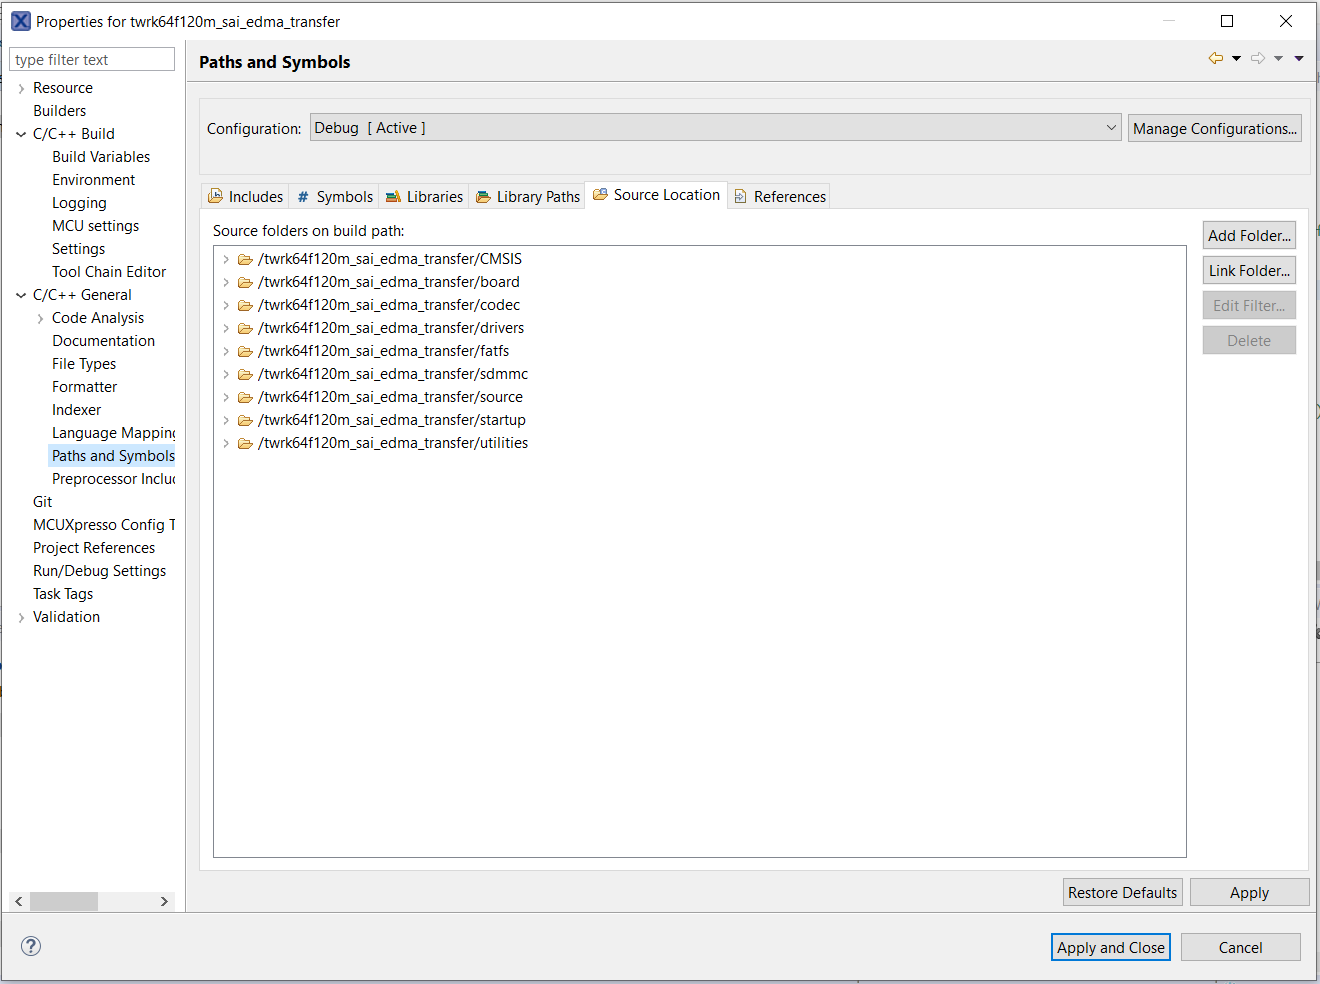 Properties for twrk64f120m_sai_edma_transfer
type filter text
Resource
Builders
C/C++ Build
Build Variables
Environment
Logging
MCU settings
Settings
Tool Chain Editor
C/C++ General
Code Analysis
Documentation
File Types
Formatter
Indexer
Language Mapping
Paths and Symbols
Preprocessor Includ
Git
MCUXpresso Config T
Project References
Run/Debug Settings
Task Tags
Validation
Paths and Symbols
Configuration: Debug [ Active ] Manage Configurations...
Includes # Symbols Libraries Library Paths Source Location References
Source folders on build path:
/twrk64f120m_sai_edma_transfer/CMSIS
/twrk64f120m_sai_edma_transfer/board
/twrk64f120m_sai_edma_transfer/codec
/twrk64f120m_sai_edma_transfer/drivers
/twrk64f120m_sai_edma_transfer/fatfs
/twrk64f120m_sai_edma_transfer/sdmmc
/twrk64f120m_sai_edma_transfer/source
/twrk64f120m_sai_edma_transfer/startup
/twrk64f120m_sai_edma_transfer/utilities
Add Folder...
Link Folder...
Edit Filter...
Delete
Restore Defaults Apply
? Apply and Close Cancel